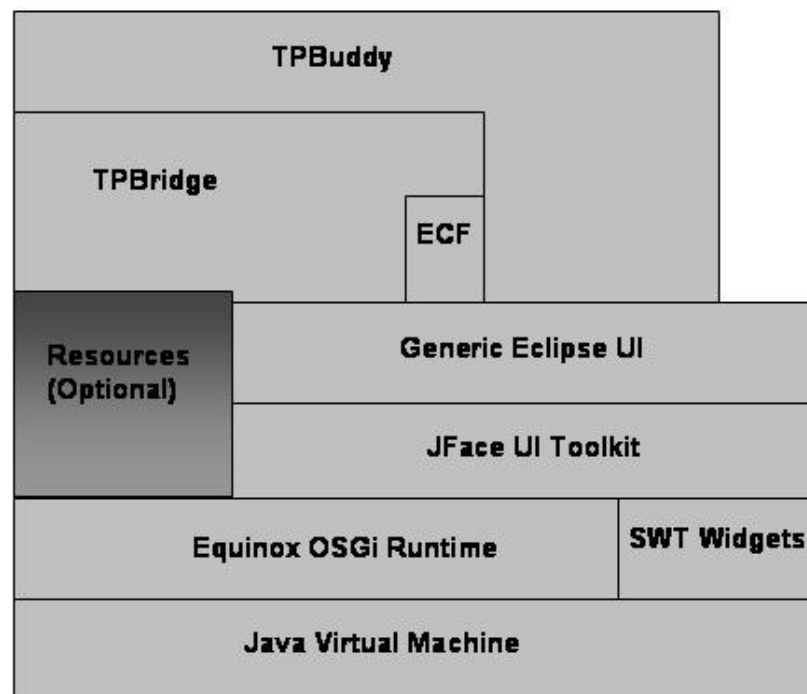 TPBuddy
TPBridge
ECF
Resources
(Optional)
Generic Eclipse UI
JFace UI Toolkit
Equinox OSGi Runtime
SWT Widgets
Java Virtual Machine